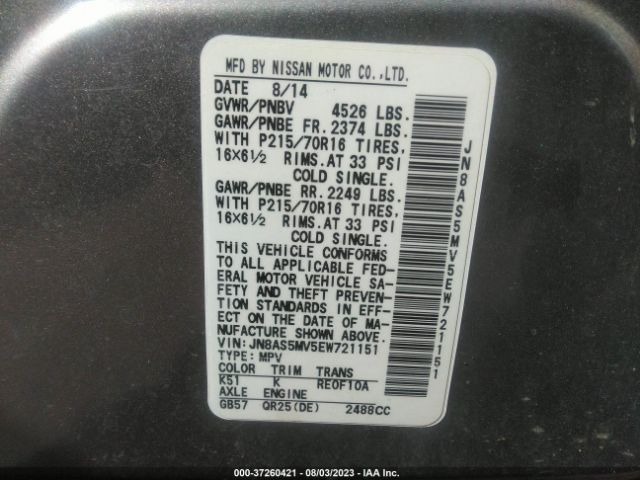 MFD BY NISSAN MOTOR CO.,LTD.
DATE 8/14
GVWR/PNBV 4526 LBS.
GAWR/PNBE FR. 2374 LBS.
WITH P215/70R16 TIRES,
16X6½ RIMS.AT 33 PSI
COLD SINGLE.
GAWR/PNBE RR. 2249 LBS.
WITH P215/70R16 TIRES,
16X6½ RIMS.AT 33 PSI
COLD SINGLE.
THIS VEHICLE CONFORMS
TO ALL APPLICABLE FED-
ERAL MOTOR VEHICLE SA-
FETY AND THEFT PREVEN-
TION STANDARDS IN EFF-
ECT ON THE DATE OF MA-
NUFACTURE SHOWN ABOVE.
VIN: JN8AS5MV5EW721151
TYPE: MPV
COLOR TRIM TRANS
K51 K RE0F10A
AXLE ENGINE
GB57 QR25(DE) 2488CC
JN8AS5MV5EW721151
000-37260421 - 08/03/2023 - IAA Inc.